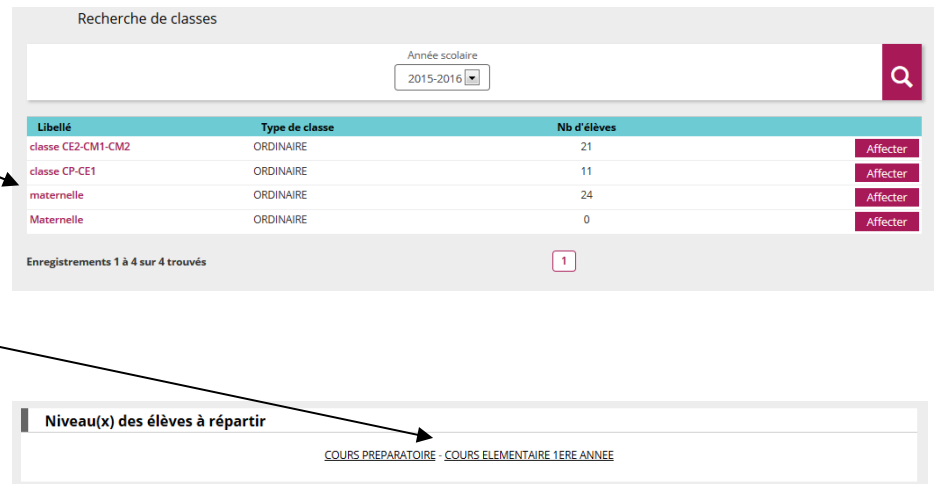 Recherche de classes
Année scolaire
2015-2016
Libellé Type de classe Nb d'élèves
classe CE2-CM1-CM2 ORDINAIRE 21 Affecter
classe CP-CE1 ORDINAIRE 11 Affecter
maternelle ORDINAIRE 24 Affecter
Maternelle ORDINAIRE 0 Affecter
Enregistrements 1 à 4 sur 4 trouvés 1
Niveau(x) des élèves à répartir
COURS PREPARATOIRE - COURS ELEMENTAIRE 1ERE ANNEE